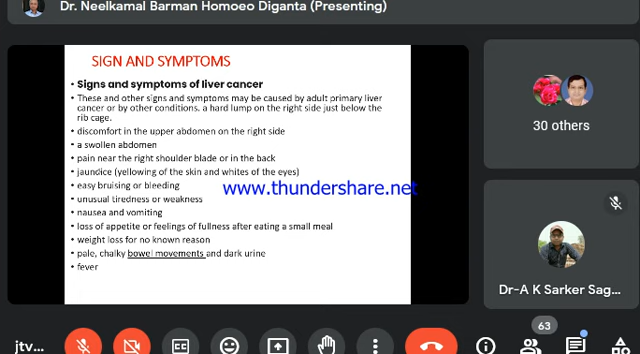 Dr. Neelkamal Barman Homoeo Diganta (Presenting)
SIGN AND SYMPTOMS
• Signs and symptoms of liver cancer
• These and other signs and symptoms may be caused by adult primary liver
cancer or by other conditions. a hard lump on the right side just below the
rib cage.
• discomfort in the upper abdomen on the right side
• a swollen abdomen
• pain near the right shoulder blade or in the back
• jaundice (yellowing of the skin and whites of the eyes)
• easy bruising or bleeding
• unusual tiredness or weakness
• nausea and vomiting
• loss of appetite or feelings of fullness after eating a small meal
• weight loss for no known reason
• pale, chalky bowel movements and dark urine
• fever
www.thundershare.net
30 others
Dr-A K Sarker Sag...
63
jtv...
CC